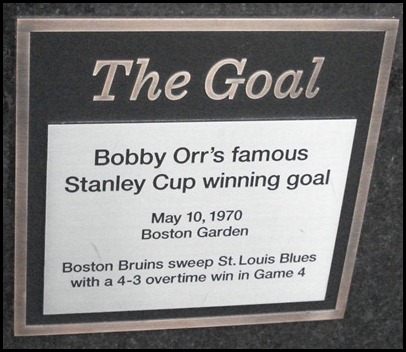 The Goal
Bobby Orr's famous
Stanley Cup winning goal
May 10, 1970
Boston Garden
Boston Bruins sweep St. Louis Blues
with a 4-3 overtime win in Game 4